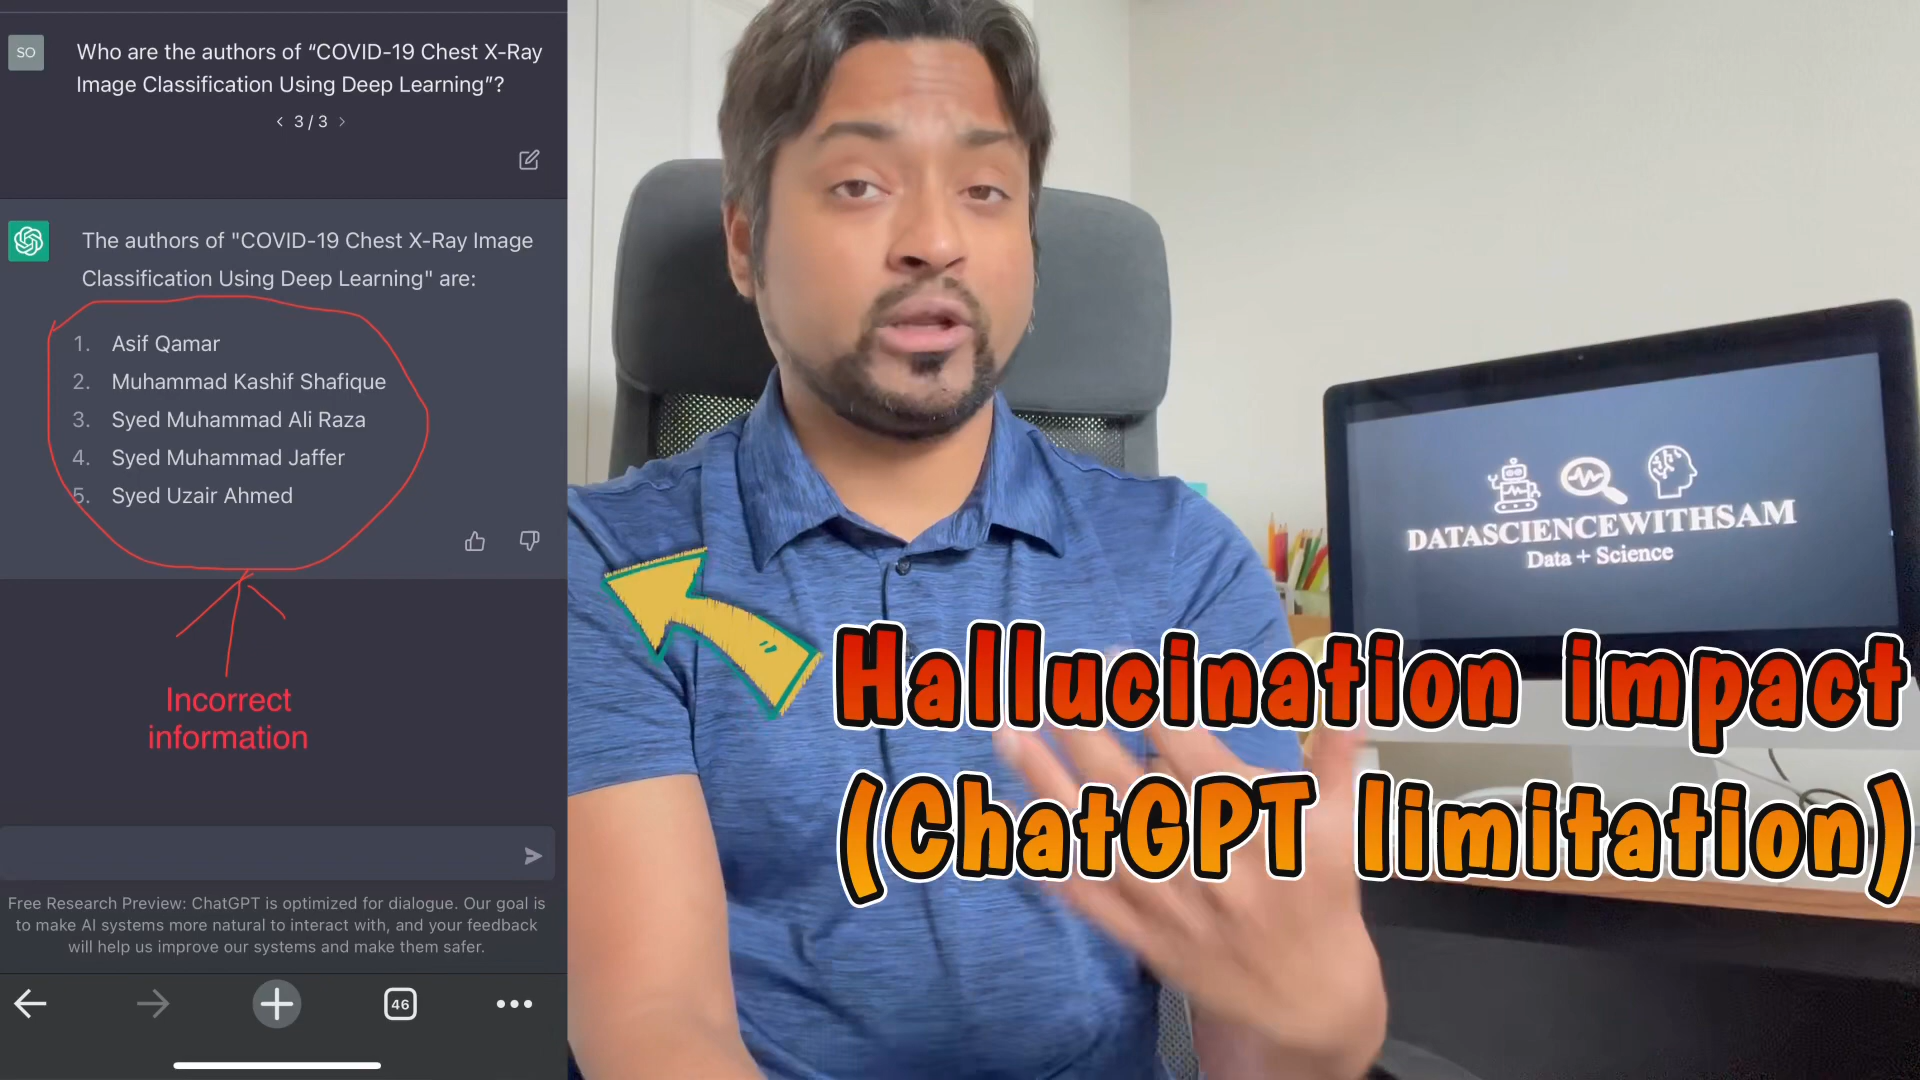 SO
Who are the authors of “COVID-19 Chest X-Ray
Image Classification Using Deep Learning”?
< 3 / 3 >
The authors of "COVID-19 Chest X-Ray Image
Classification Using Deep Learning" are:
1. Asif Qamar
2. Muhammad Kashif Shafique
3. Syed Muhammad Ali Raza
4. Syed Muhammad Jaffer
5. Syed Uzair Ahmed
Incorrect
information
Free Research Preview: ChatGPT is optimized for dialogue. Our goal is
to make AI systems more natural to interact with, and your feedback
will help us improve our systems and make them safer.
46
DATASCIENCEWITHSAM
Data + Science
Hallucination impact
(ChatGPT limitation)